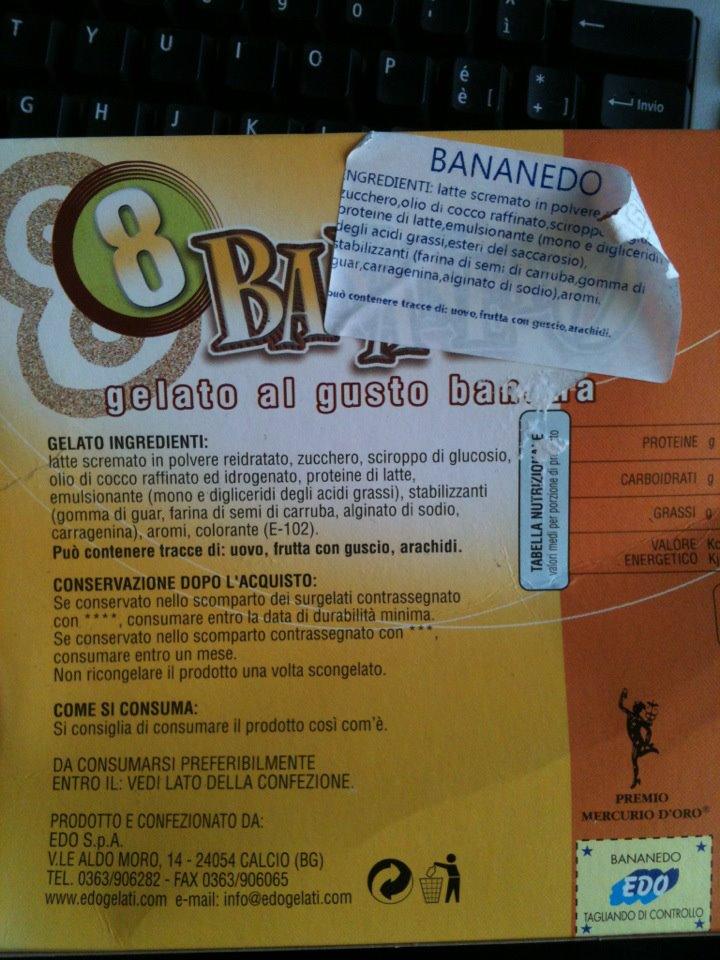 9 0 ì
T Y U I O P é è [ * + ]
G H J K Invio
8
BA
BANANEDO
INGREDIENTI: latte scremato in polvere
zucchero,olio di cocco raffinato,sciroppo
proteine di latte,emulsionante (mono e digliceridi
degli acidi grassi,esteri del saccarosio),
stabilizzanti (farina di semi di carruba,gomma di
guar,carragenina,alginato di sodio),aromi.
può contenere tracce di: uovo,frutta con guscio,arachidi.
gelato al gusto banana
GELATO INGREDIENTI:
latte scremato in polvere reidratato, zucchero, sciroppo di glucosio,
olio di cocco raffinato ed idrogenato, proteine di latte,
emulsionante (mono e digliceridi degli acidi grassi), stabilizzanti
(gomma di guar, farina di semi di carruba, alginato di sodio,
carragenina), aromi, colorante (E-102).
Può contenere tracce di: uovo, frutta con guscio, arachidi.
CONSERVAZIONE DOPO L'ACQUISTO:
Se conservato nello scomparto dei surgelati contrassegnato
con ****, consumare entro la data di durabilità minima.
Se conservato nello scomparto contrassegnato con ***,
consumare entro un mese.
Non ricongelare il prodotto una volta scongelato.
COME SI CONSUMA:
Si consiglia di consumare il prodotto così com'è.
DA CONSUMARSI PREFERIBILMENTE
ENTRO IL: VEDI LATO DELLA CONFEZIONE.
PRODOTTO E CONFEZIONATO DA:
EDO S.p.A.
V.LE ALDO MORO, 14 - 24054 CALCIO (BG)
TEL. 0363/906282 - FAX 0363/906065
www.edogelati.com e-mail: info@edogelati.com
TABELLA NUTRIZIONALE
valori medi per porzione di prodotto
PROTEINE g
CARBOIDRATI g
GRASSI g
VALORE Kc
ENERGETICO Kj
PREMIO
MERCURIO D'ORO®
BANANEDO
EDO
TAGLIANDO DI CONTROLLO